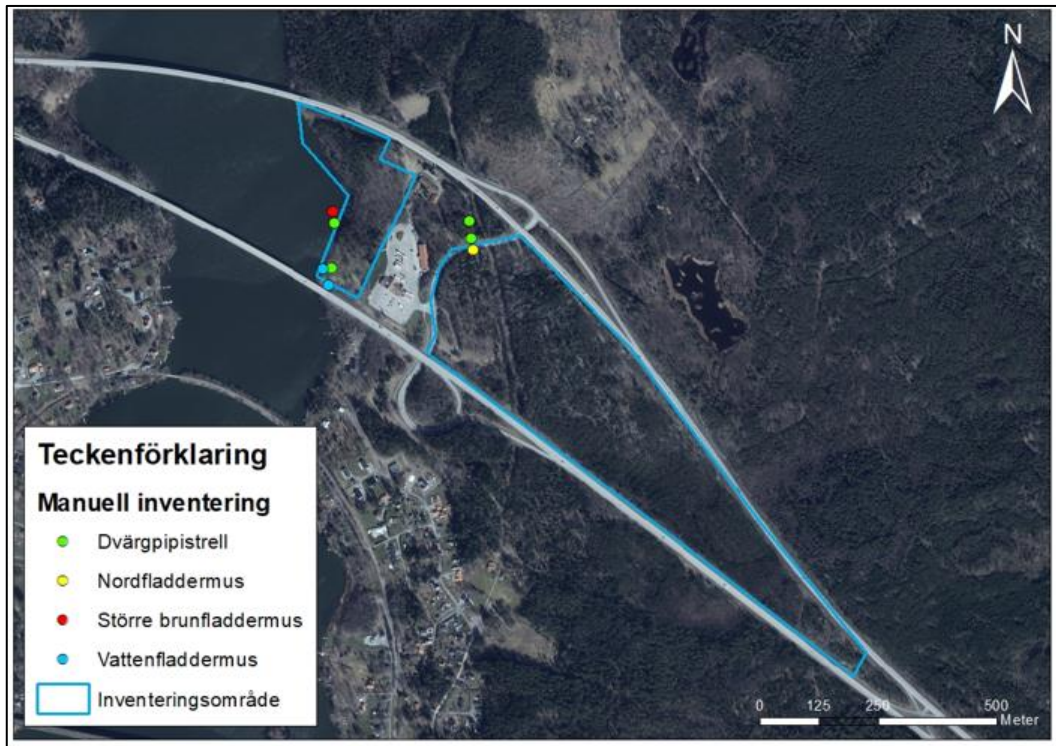 N
Teckenförklaring
Manuell inventering
Dvärgpipistrell
Nordfladdermus
Större brunfladdermus
Vattenfladdermus
Inventeringsområde
0 125 250 500
Meter